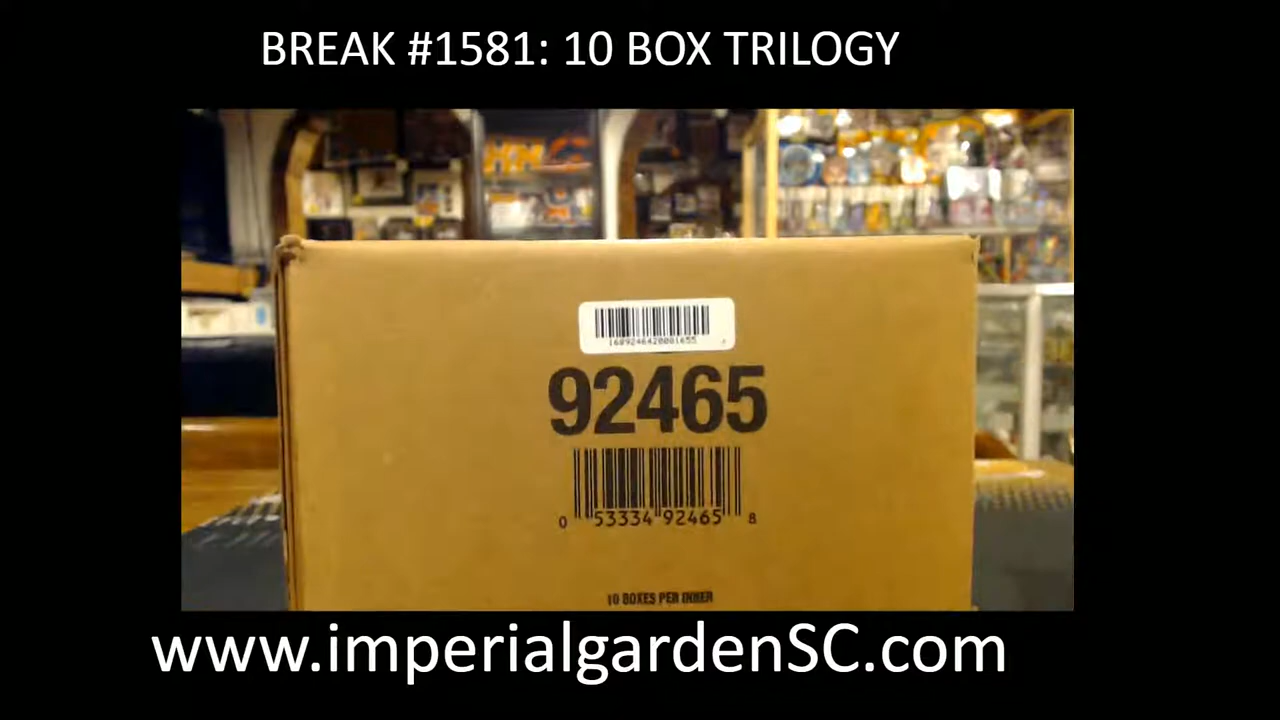 BREAK #1581: 10 BOX TRILOGY
92465
0 53334 92465 8
10 BOXES PER INNER
www.imperialgardenSC.com